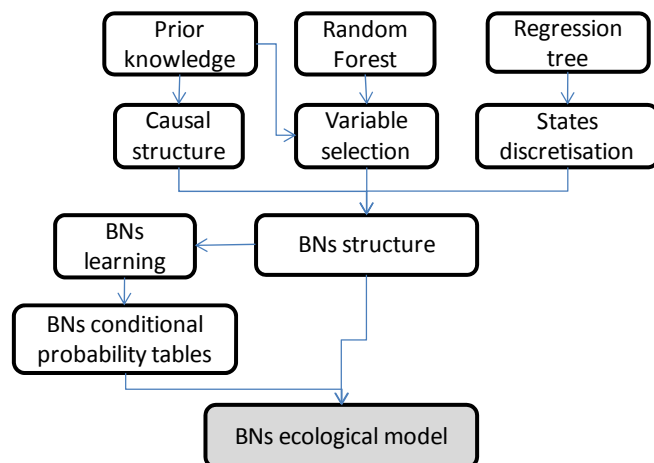 Prior
knowledge
Random
Forest
Regression
tree
Causal
structure
Variable
selection
States
discretisation
BNs
learning
BNs structure
BNs conditional
probability tables
BNs ecological model